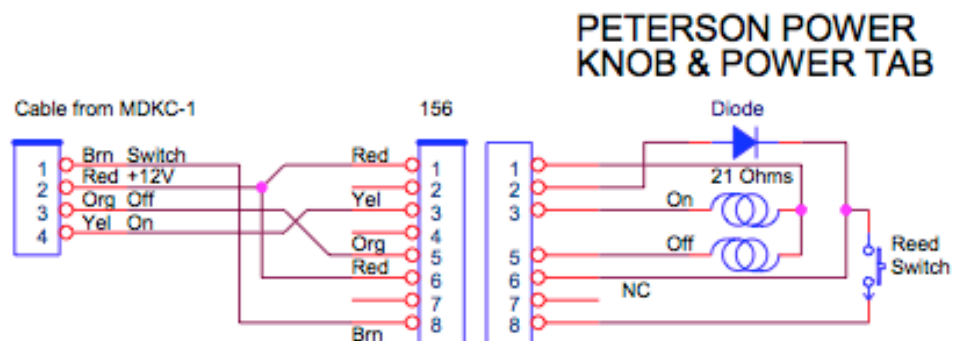 PETERSON POWER
KNOB & POWER TAB
Cable from MDKC-1
156
Diode
1 Brn Switch
2 Red +12V
3 Org Off
4 Yel On
Red 1
2
Yel 3
4
Org 5
Red 6
7
Brn 8
1
2
3
5
6
7
8
21 Ohms
On
Off
NC
Reed
Switch